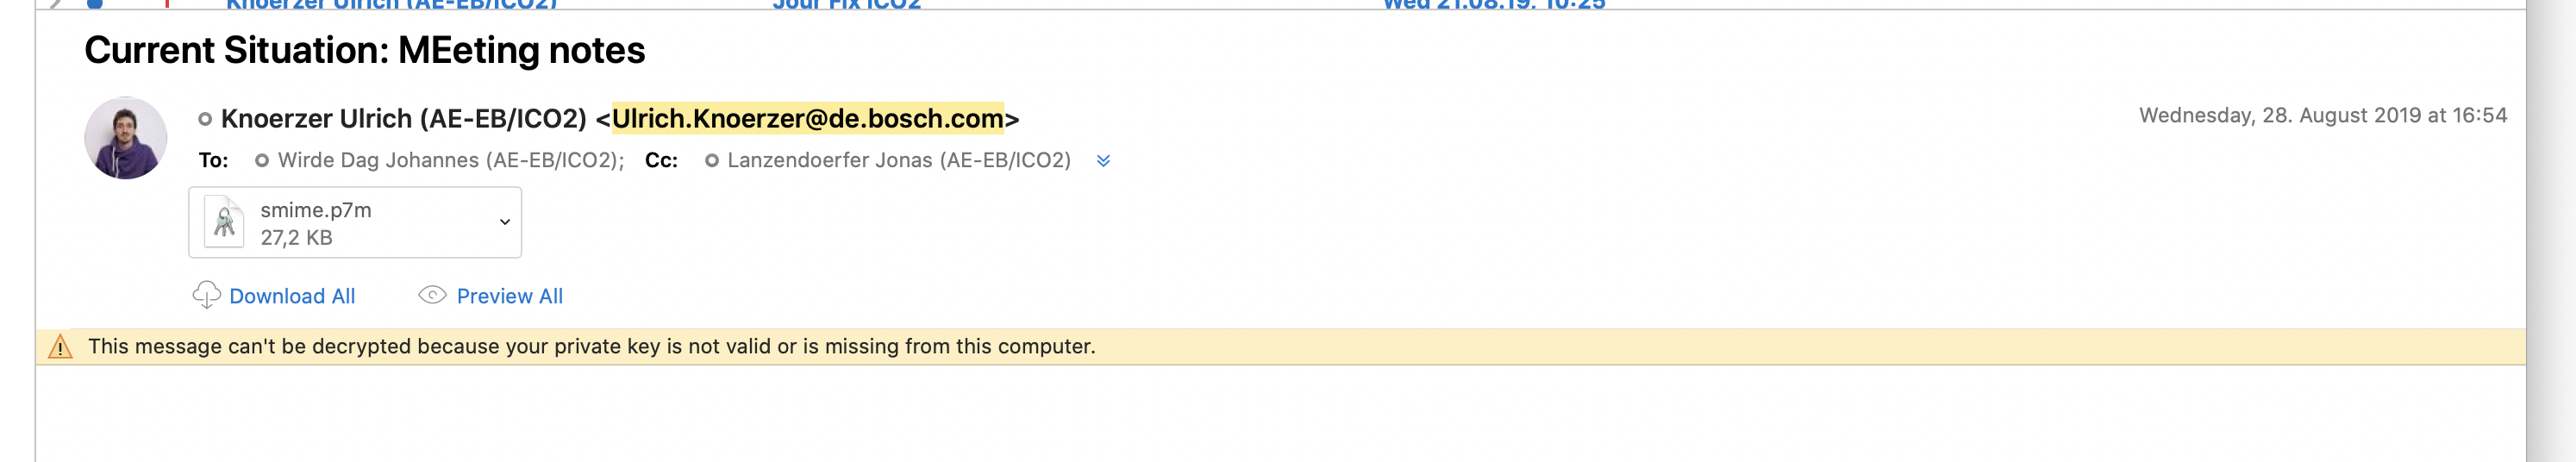 Knoerzer Ulrich (AE-EB/ICO2) Jour Fix ICO2 Wed 21.08.19, 10:25
Current Situation: MEeting notes
Knoerzer Ulrich (AE-EB/ICO2) <Ulrich.Knoerzer@de.bosch.com>
Wednesday, 28. August 2019 at 16:54
To: Wirde Dag Johannes (AE-EB/ICO2); Cc: Lanzendoerfer Jonas (AE-EB/ICO2)
smime.p7m
27,2 KB
Download All Preview All
This message can't be decrypted because your private key is not valid or is missing from this computer.